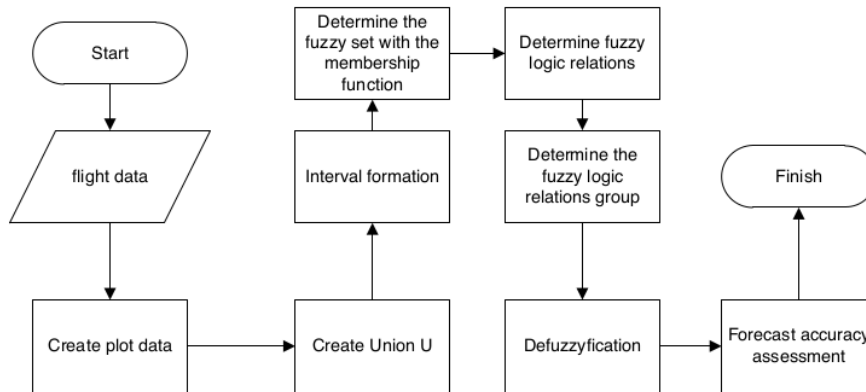 Start
flight data
Create plot data
Create Union U
Interval formation
Determine the
fuzzy set with the
membership
function
Determine fuzzy
logic relations
Determine the
fuzzy logic
relations group
Defuzzyfication
Forecast accuracy
assessment
Finish